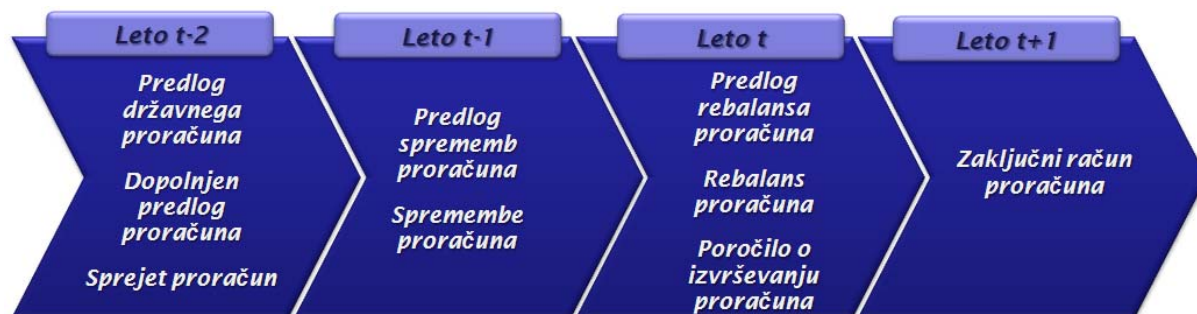 Leto t-2
Predlog
državnega
proračuna
Dopolnjen
predlog
proračuna
Sprejet proračun
Leto t-1
Predlog
sprememb
proračuna
Spremembe
proračuna
Leto t
Predlog
rebalansa
proračuna
Rebalans
proračuna
Poročilo o
izvrševanju
proračuna
Leto t+1
Zaključni račun
proračuna